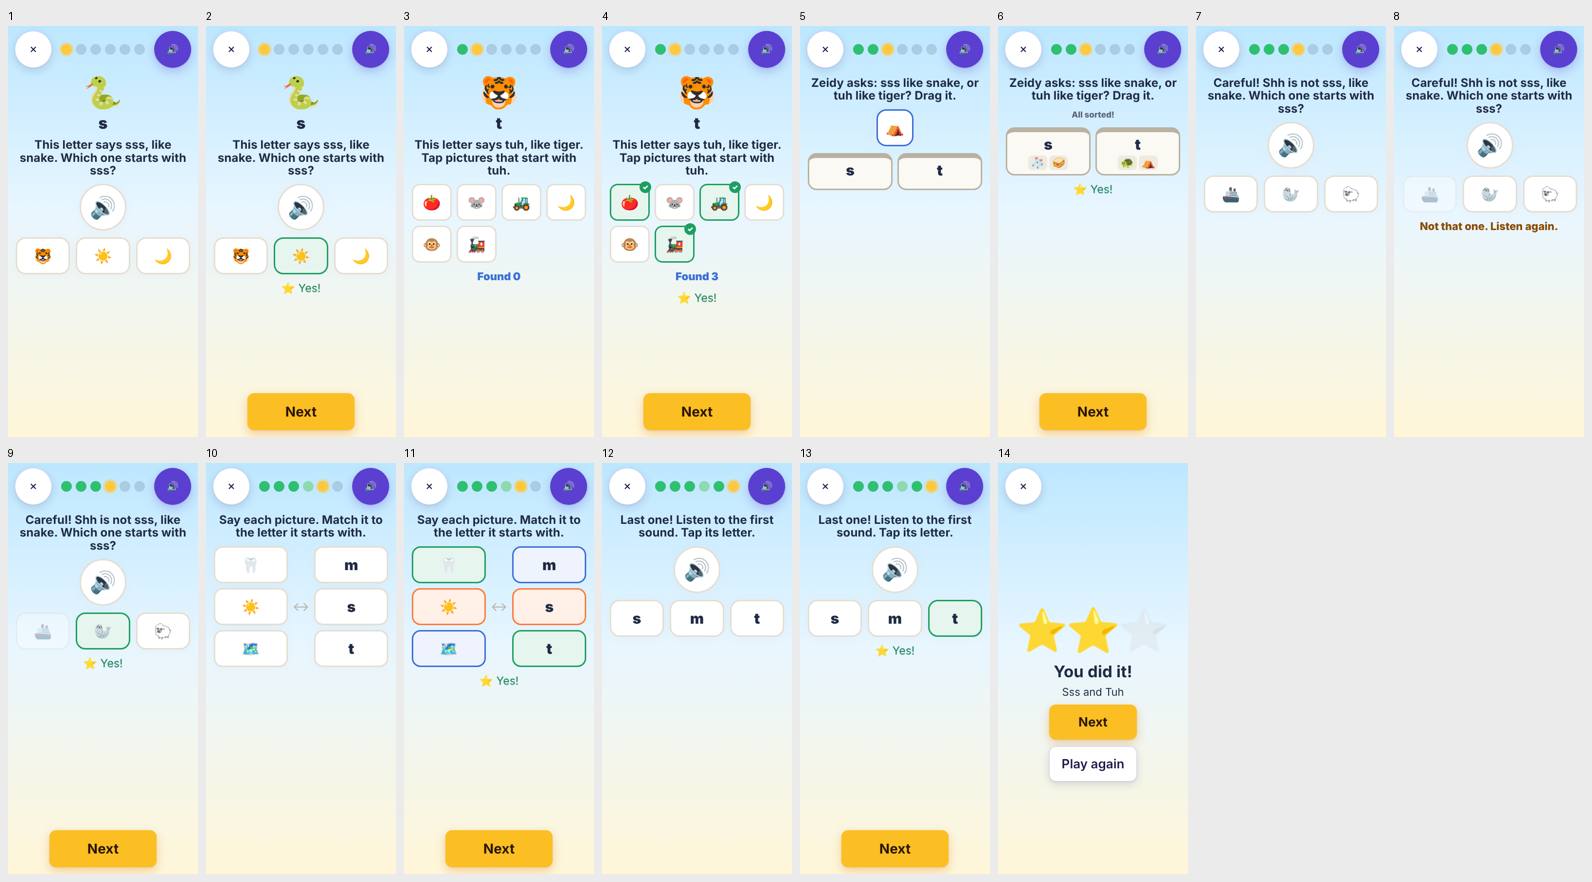 1
×
s
This letter says sss, like
snake. Which one starts with
sss?
2
×
s
This letter says sss, like
snake. Which one starts with
sss?
Yes!
Next
3
×
t
This letter says tuh, like tiger.
Tap pictures that start with
tuh.
Found 0
4
×
t
This letter says tuh, like tiger.
Tap pictures that start with
tuh.
Found 3
Yes!
Next
5
×
Zeidy asks: sss like snake, or
tuh like tiger? Drag it.
s
t
6
×
Zeidy asks: sss like snake, or
tuh like tiger? Drag it.
All sorted!
s
t
Yes!
Next
7
×
Careful! Shh is not sss, like
snake. Which one starts with
sss?
8
×
Careful! Shh is not sss, like
snake. Which one starts with
sss?
Not that one. Listen again.
9
×
Careful! Shh is not sss, like
snake. Which one starts with
sss?
Yes!
Next
10
×
Say each picture. Match it to
the letter it starts with.
m
s
t
11
×
Say each picture. Match it to
the letter it starts with.
m
s
t
Yes!
Next
12
×
Last one! Listen to the first
sound. Tap its letter.
s
m
t
13
×
Last one! Listen to the first
sound. Tap its letter.
s
m
t
Yes!
Next
14
×
You did it!
Sss and Tuh
Next
Play again